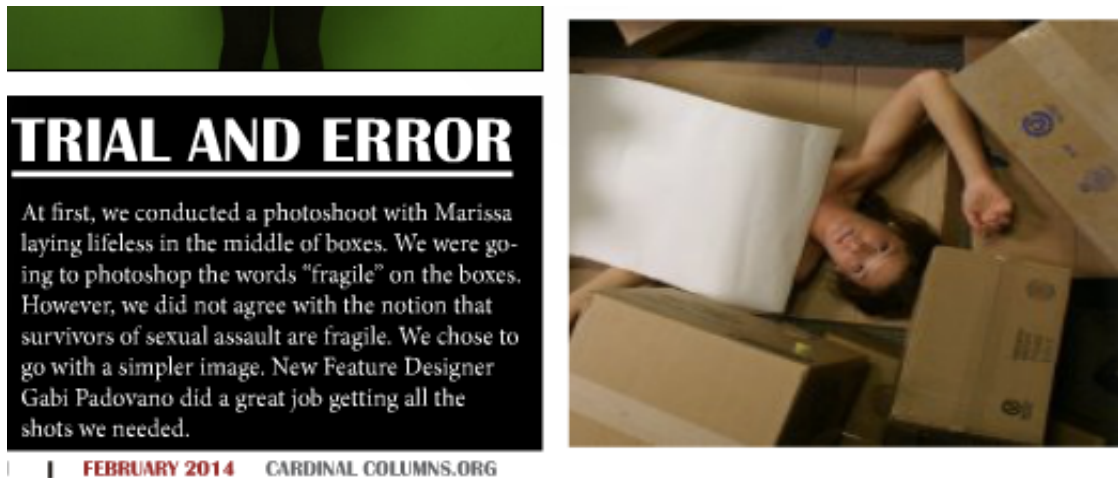 TRIAL AND ERROR
At first, we conducted a photoshoot with Marissa
laying lifeless in the middle of boxes. We were go-
ing to photoshop the words “fragile” on the boxes.
However, we did not agree with the notion that
survivors of sexual assault are fragile. We chose to
go with a simpler image. New Feature Designer
Gabi Padovano did a great job getting all the
shots we needed.
| FEBRUARY 2014 CARDINAL COLUMNS.ORG